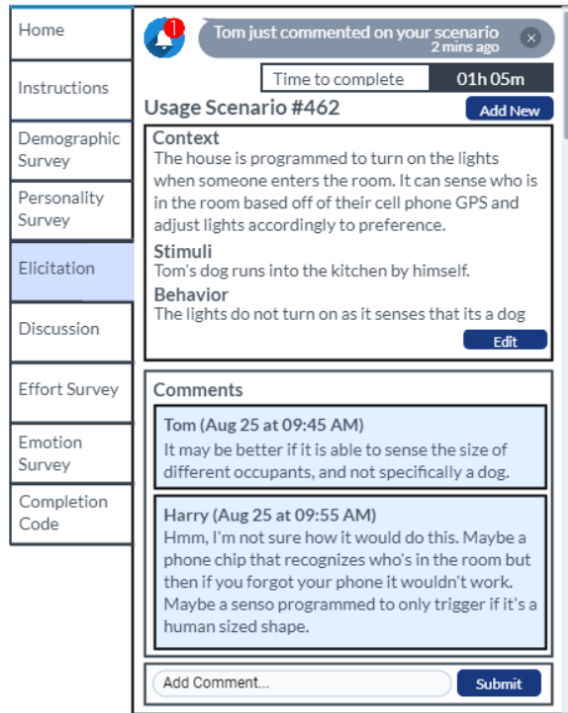 Home
Instructions
Demographic
Survey
Personality
Survey
Elicitation
Discussion
Effort Survey
Emotion
Survey
Completion
Code
1
Tom just commented on your scenario
2 mins ago
×
Time to complete
01h 05m
Usage Scenario #462
Add New
Context
The house is programmed to turn on the lights
when someone enters the room. It can sense who is
in the room based off of their cell phone GPS and
adjust lights accordingly to preference.
Stimuli
Tom's dog runs into the kitchen by himself.
Behavior
The lights do not turn on as it senses that its a dog
Edit
Comments
Tom (Aug 25 at 09:45 AM)
It may be better if it is able to sense the size of
different occupants, and not specifically a dog.
Harry (Aug 25 at 09:55 AM)
Hmm, I'm not sure how it would do this. Maybe a
phone chip that recognizes who's in the room but
then if you forgot your phone it wouldn't work.
Maybe a senso programmed to only trigger if it's a
human sized shape.
Add Comment...
Submit